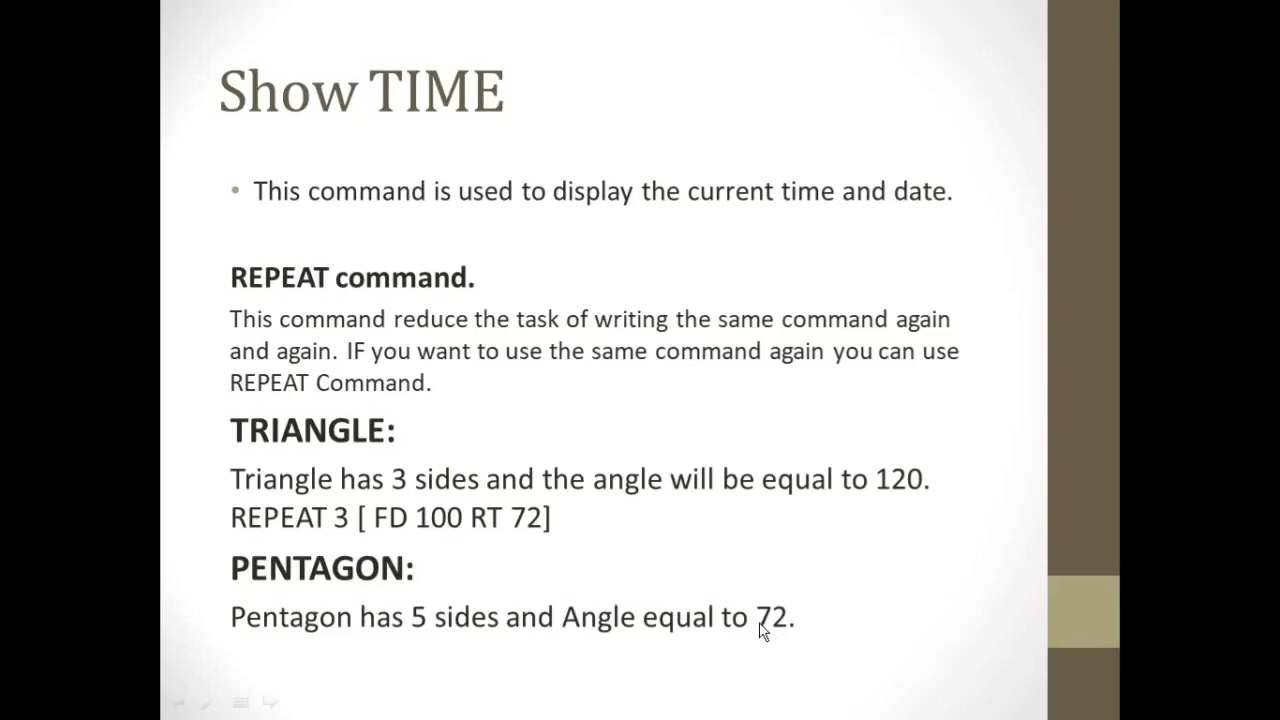 Show TIME
• This command is used to display the current time and date.
REPEAT command.
This command reduce the task of writing the same command again
and again. IF you want to use the same command again you can use
REPEAT Command.
TRIANGLE:
Triangle has 3 sides and the angle will be equal to 120.
REPEAT 3 [ FD 100 RT 72]
PENTAGON:
Pentagon has 5 sides and Angle equal to 72.